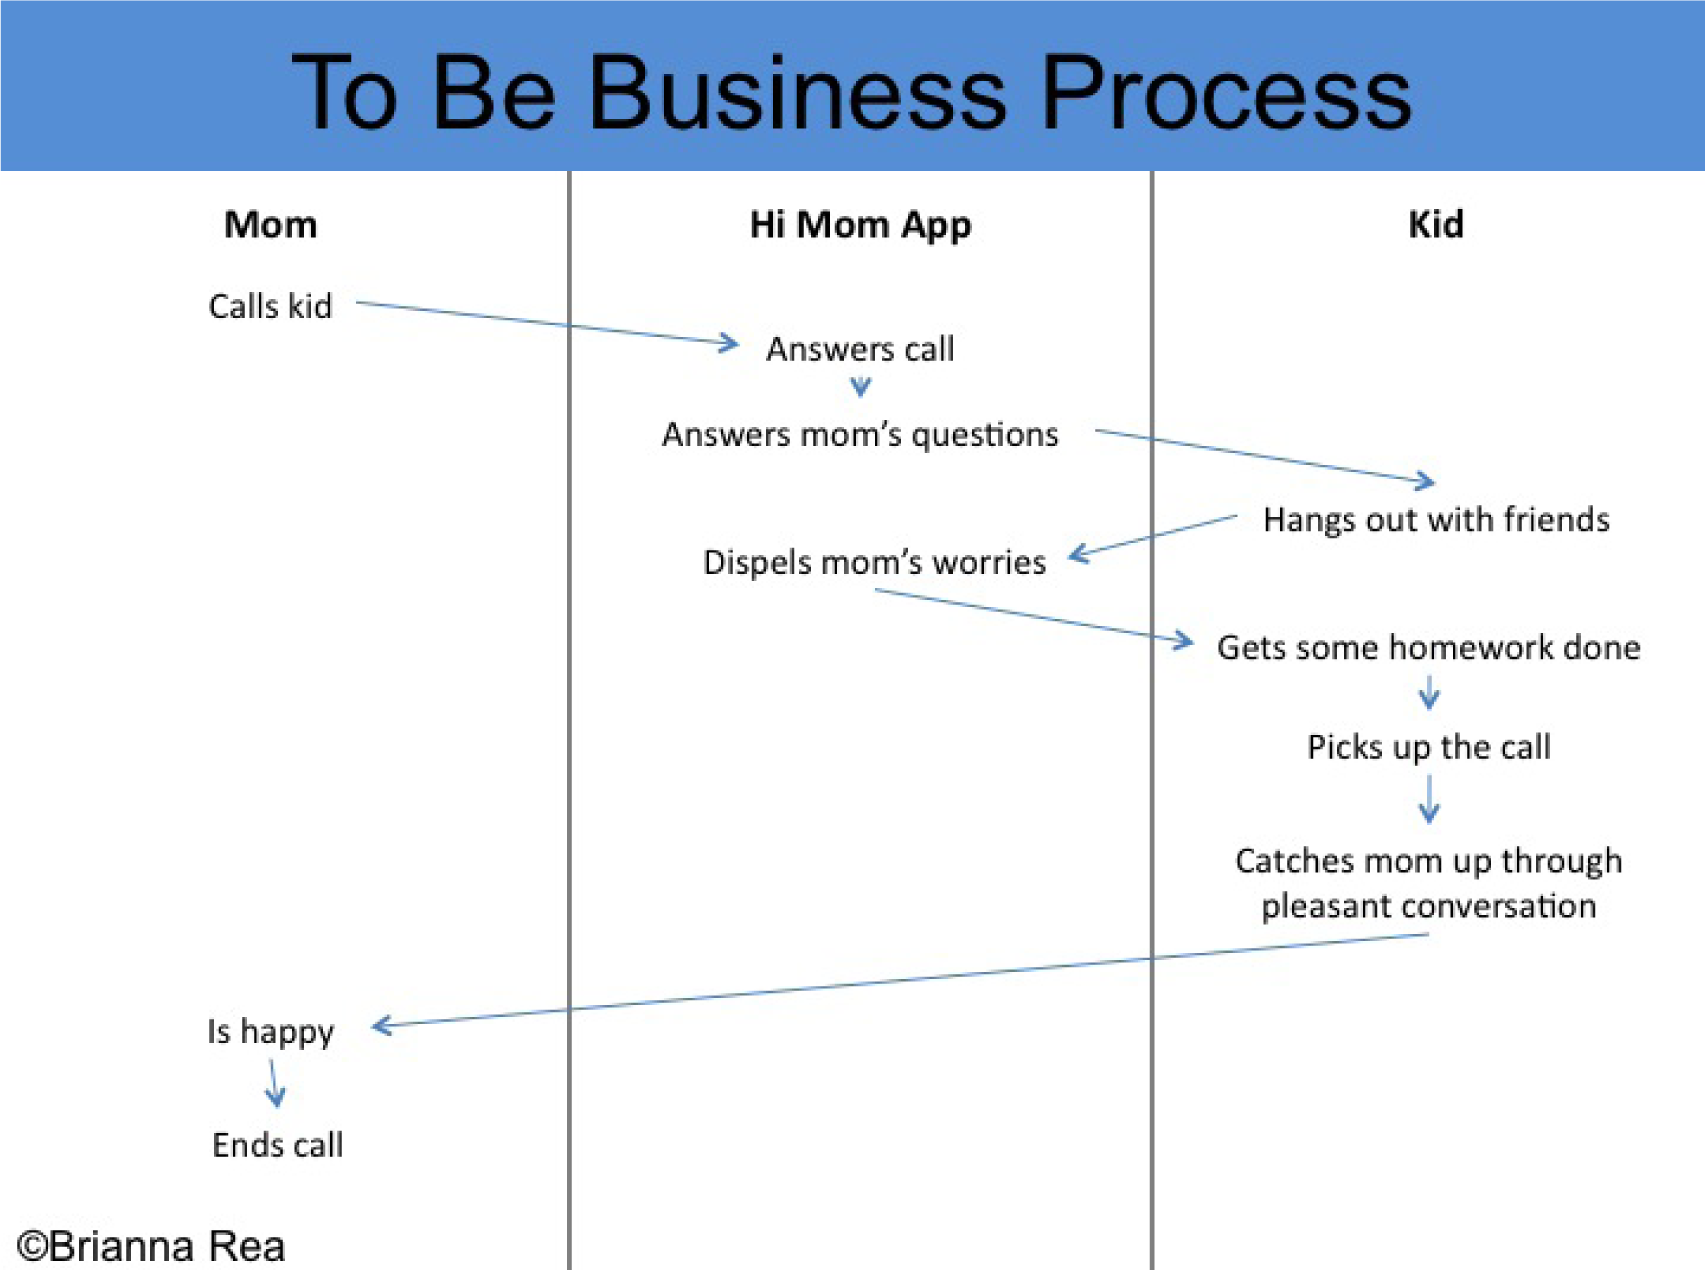 To Be Business Process
Mom
Hi Mom App
Kid
Calls kid
Answers call
Answers mom’s questions
Hangs out with friends
Dispels mom’s worries
Gets some homework done
Picks up the call
Catches mom up through
pleasant conversation
Is happy
Ends call
©Brianna Rea